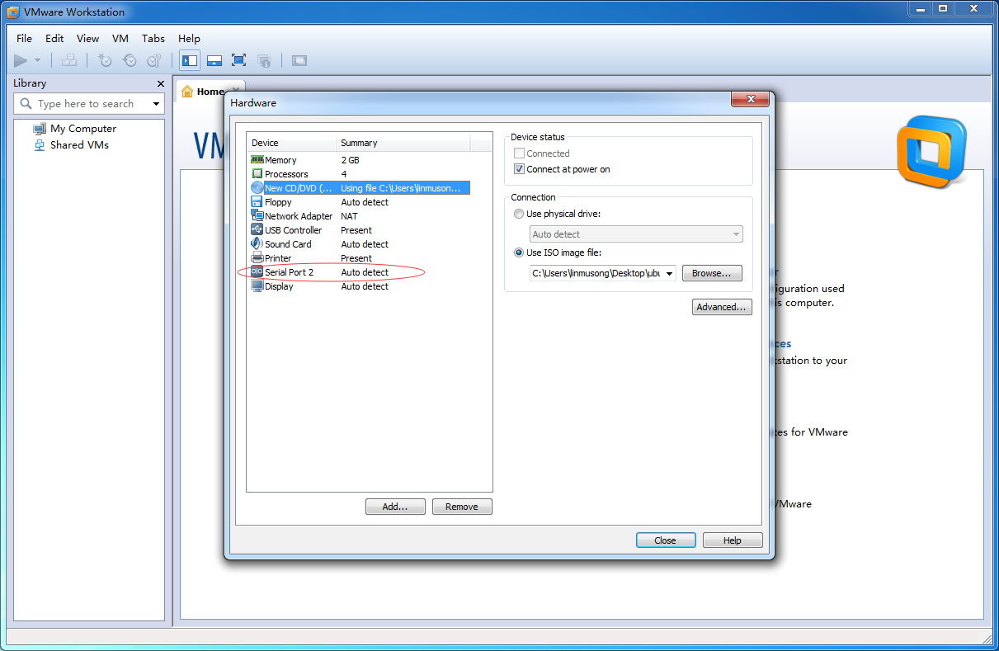 VMware Workstation
File Edit View VM Tabs Help
Library
Type here to search
My Computer
Shared VMs
Home
VM
Hardware
Device Summary
Memory 2 GB
Processors 4
New CD/DVD (... Using file C:\Users\linmuson...
Floppy Auto detect
Network Adapter NAT
USB Controller Present
Sound Card Auto detect
Printer Present
Serial Port 2 Auto detect
Display Auto detect
Add... Remove
Device status
Connected
Connect at power on
Connection
Use physical drive:
Auto detect
Use ISO image file:
C:\Users\linmusong\Desktop\ubu
Browse...
Advanced...
Close Help
r
iguration used
is computer.
ces
kstation to your
tes for VMware
VMware